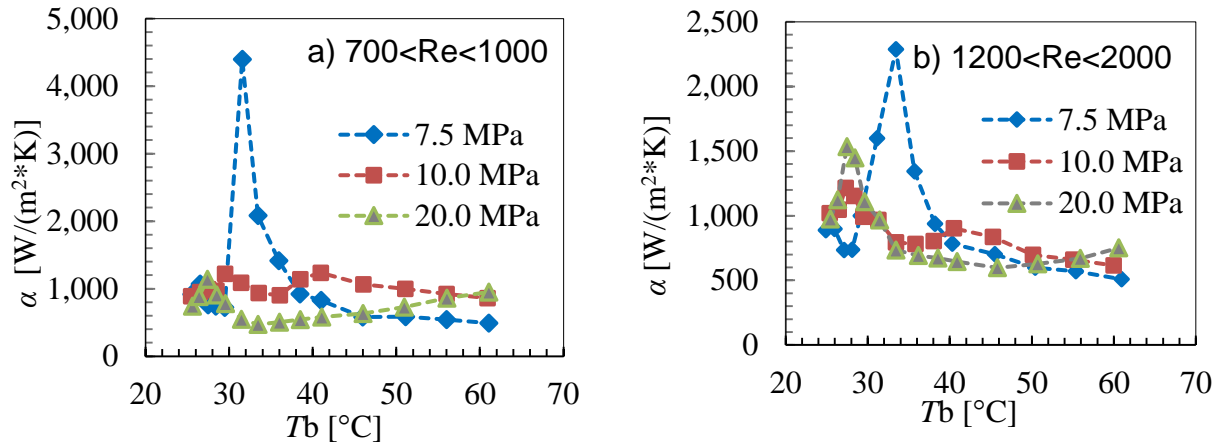 5,000
4,000
3,000
2,000
1,000
0
α [W/(m²*K)]
a) 700<Re<1000
7.5 MPa
10.0 MPa
20.0 MPa
20 30 40 50 60 70
Tb [°C]
2,500
2,000
1,500
1,000
500
0
α [W/(m²*K)]
b) 1200<Re<2000
7.5 MPa
10.0 MPa
20.0 MPa
20 30 40 50 60 70
Tb [°C]